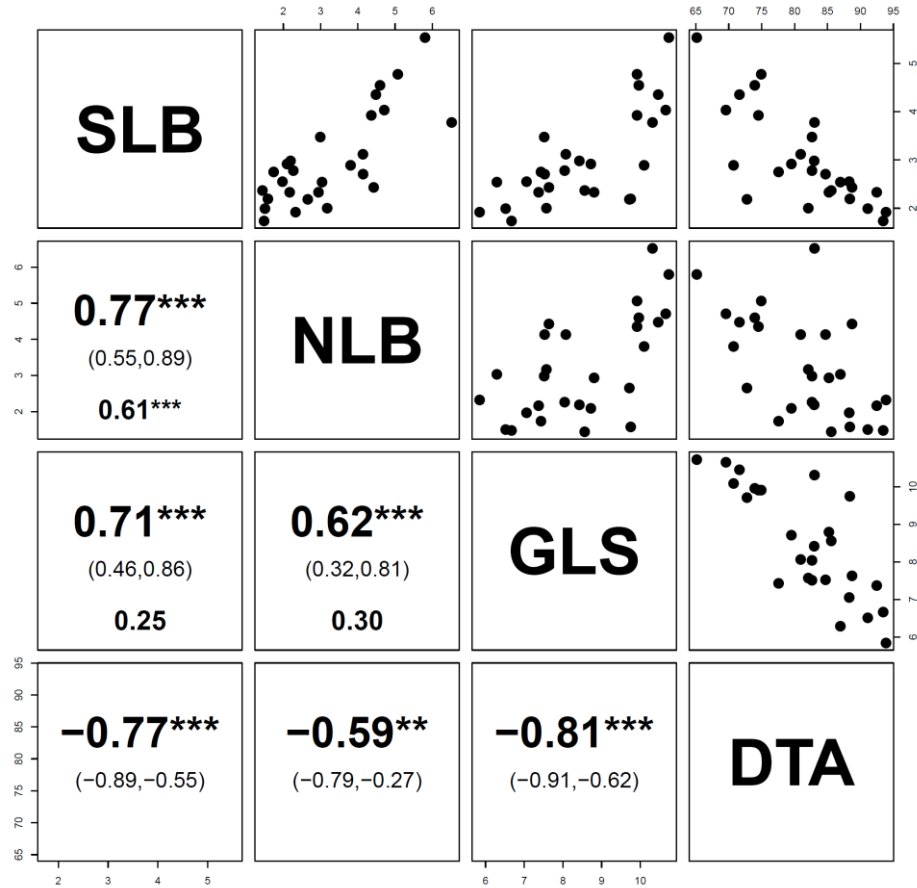 2 3 4 5 6
65 70 75 80 85 90 95
SLB
2 3 4 5
2 3 4 5 6
0.77***
(0.55,0.89)
0.61***
NLB
0.71***
(0.46,0.86)
0.25
0.62***
(0.32,0.81)
0.30
GLS
6 7 8 9 10
65 70 75 80 85 90 95
−0.77***
(−0.89,−0.55)
−0.59**
(−0.79,−0.27)
−0.81***
(−0.91,−0.62)
DTA
2 3 4 5
6 7 8 9 10